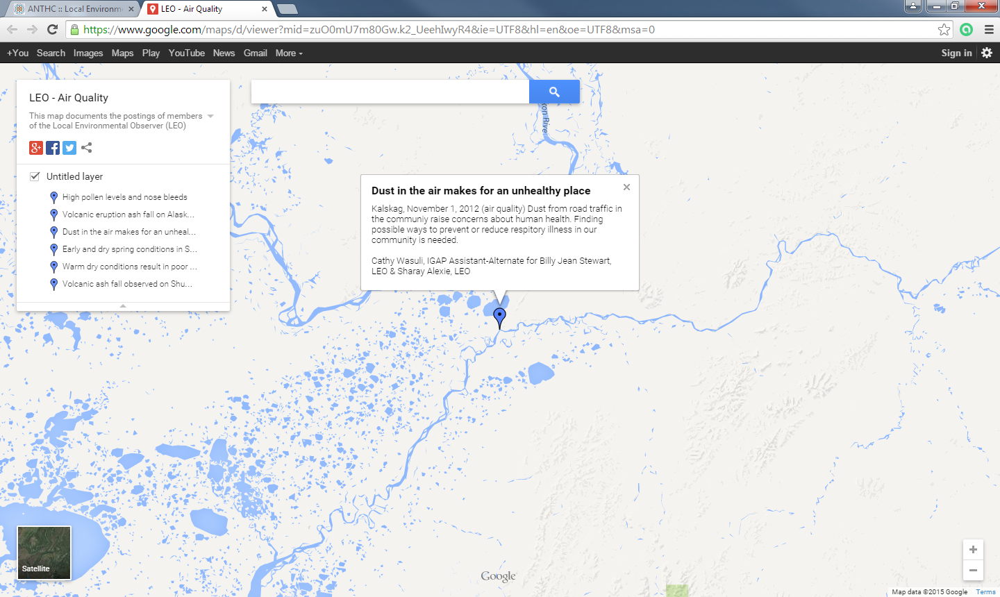 ANTHC :: Local Environm
LEO - Air Quality
https://www.google.com/maps/d/viewer?mid=zuO0mU7m80Gw.k2_UeehIwyR4&ie=UTF8&hl=en&oe=UTF8&msa=0
+You Search Images Maps Play YouTube News Gmail More
Sign in
LEO - Air Quality
This map documents the postings of members
of the Local Environmental Observer (LEO)
Untitled layer
High pollen levels and nose bleeds
Volcanic eruption ash fall on Alask...
Dust in the air makes for an unheal...
Early and dry spring conditions in S...
Warm dry conditions result in poor ...
Volcanic ash fall observed on Shu...
Dust in the air makes for an unhealthy place
Kalskag, November 1, 2012 (air quality) Dust from road traffic in
the communiy raise concerns about human health. Finding
possible ways to prevent or reduce respitory illness in our
community is needed.
Cathy Wasuli, IGAP Assistant-Alternate for Billy Jean Stewart,
LEO & Sharay Alexie, LEO
Satellite
Google
Map data ©2015 Google Terms